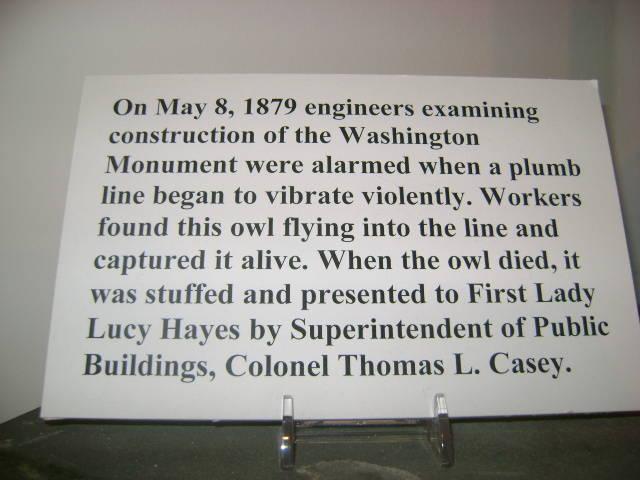 On May 8, 1879 engineers examining
construction of the Washington
Monument were alarmed when a plumb
line began to vibrate violently. Workers
found this owl flying into the line and
captured it alive. When the owl died, it
was stuffed and presented to First Lady
Lucy Hayes by Superintendent of Public
Buildings, Colonel Thomas L. Casey.